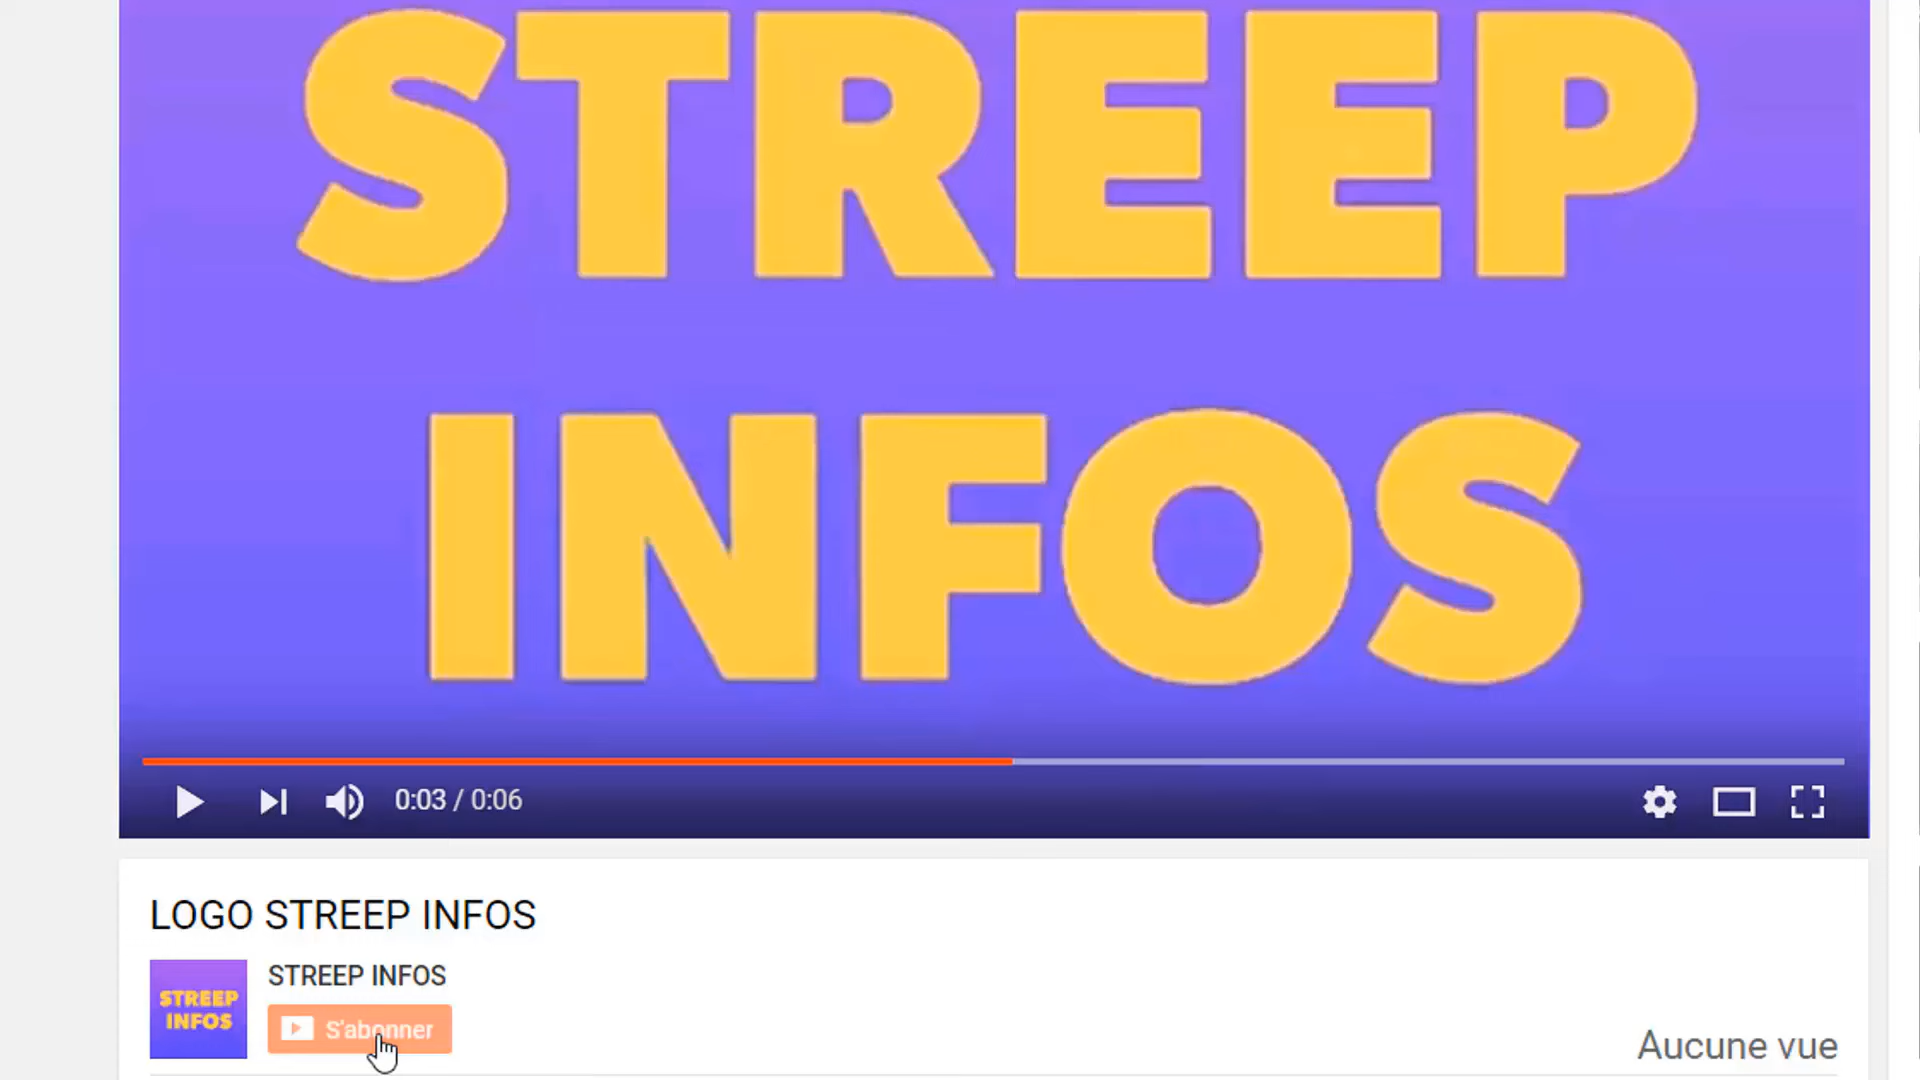 STREEP
INFOS
0:03 / 0:06
LOGO STREEP INFOS
STREEP INFOS
STREEP
INFOS
S'abonner
Aucune vue